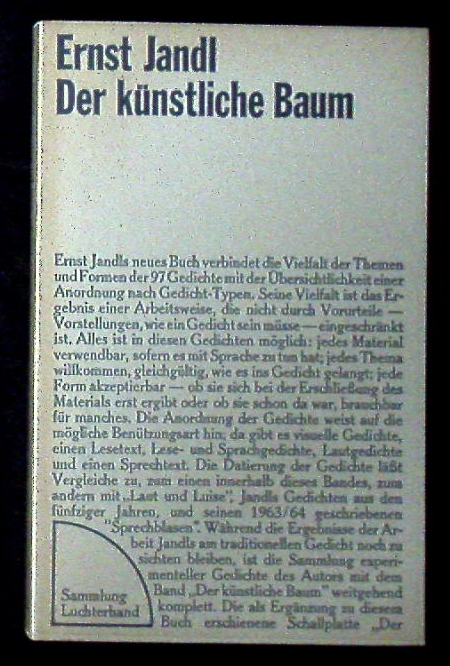 Ernst Jandl
Der künstliche Baum
Ernst Jandls neues Buch verbindet die Vielfalt der Themen
und Formen der 97 Gedichte mit der Übersichtlichkeit einer
Anordnung nach Gedicht-Typen. Seine Vielfalt ist das Er-
gebnis einer Arbeitsweise, die nicht durch Vorurteile —
Vorstellungen, wie ein Gedicht sein müsse — eingeschränkt
ist. Alles ist in diesen Gedichten möglich: jedes Material
verwendbar, sofern es mit Sprache zu tun hat; jedes Thema
willkommen, gleichgültig, wie es ins Gedicht gelangt; jede
Form akzeptierbar — ob sie sich bei der Erschließung des
Materials erst ergibt oder ob sie schon da war, brauchbar
für manches. Die Anordnung der Gedichte weist auf die
mögliche Benützungsart hin; da gibt es visuelle Gedichte,
einen Lesetext, Lese- und Sprachgedichte, Lautgedichte
und einen Sprechtext. Die Datierung der Gedichte läßt
Vergleiche zu, zum einen innerhalb dieses Bandes, zum
andern mit „Laut und Luise“, Jandls Gedichten aus den
fünfziger Jahren, und seinen 1963/64 geschriebenen
"Sprechblasen". Während die Ergebnisse der Ar-
beit Jandls am traditionellen Gedicht noch zu
sichten bleiben, ist die Sammlung experi-
menteller Gedichte des Autors mit dem
Band „Der künstliche Baum“ weitgehend
komplett. Die als Ergänzung zu diesem
Buch erschienene Schallplatte „Der
Sammlung
Luchterhand